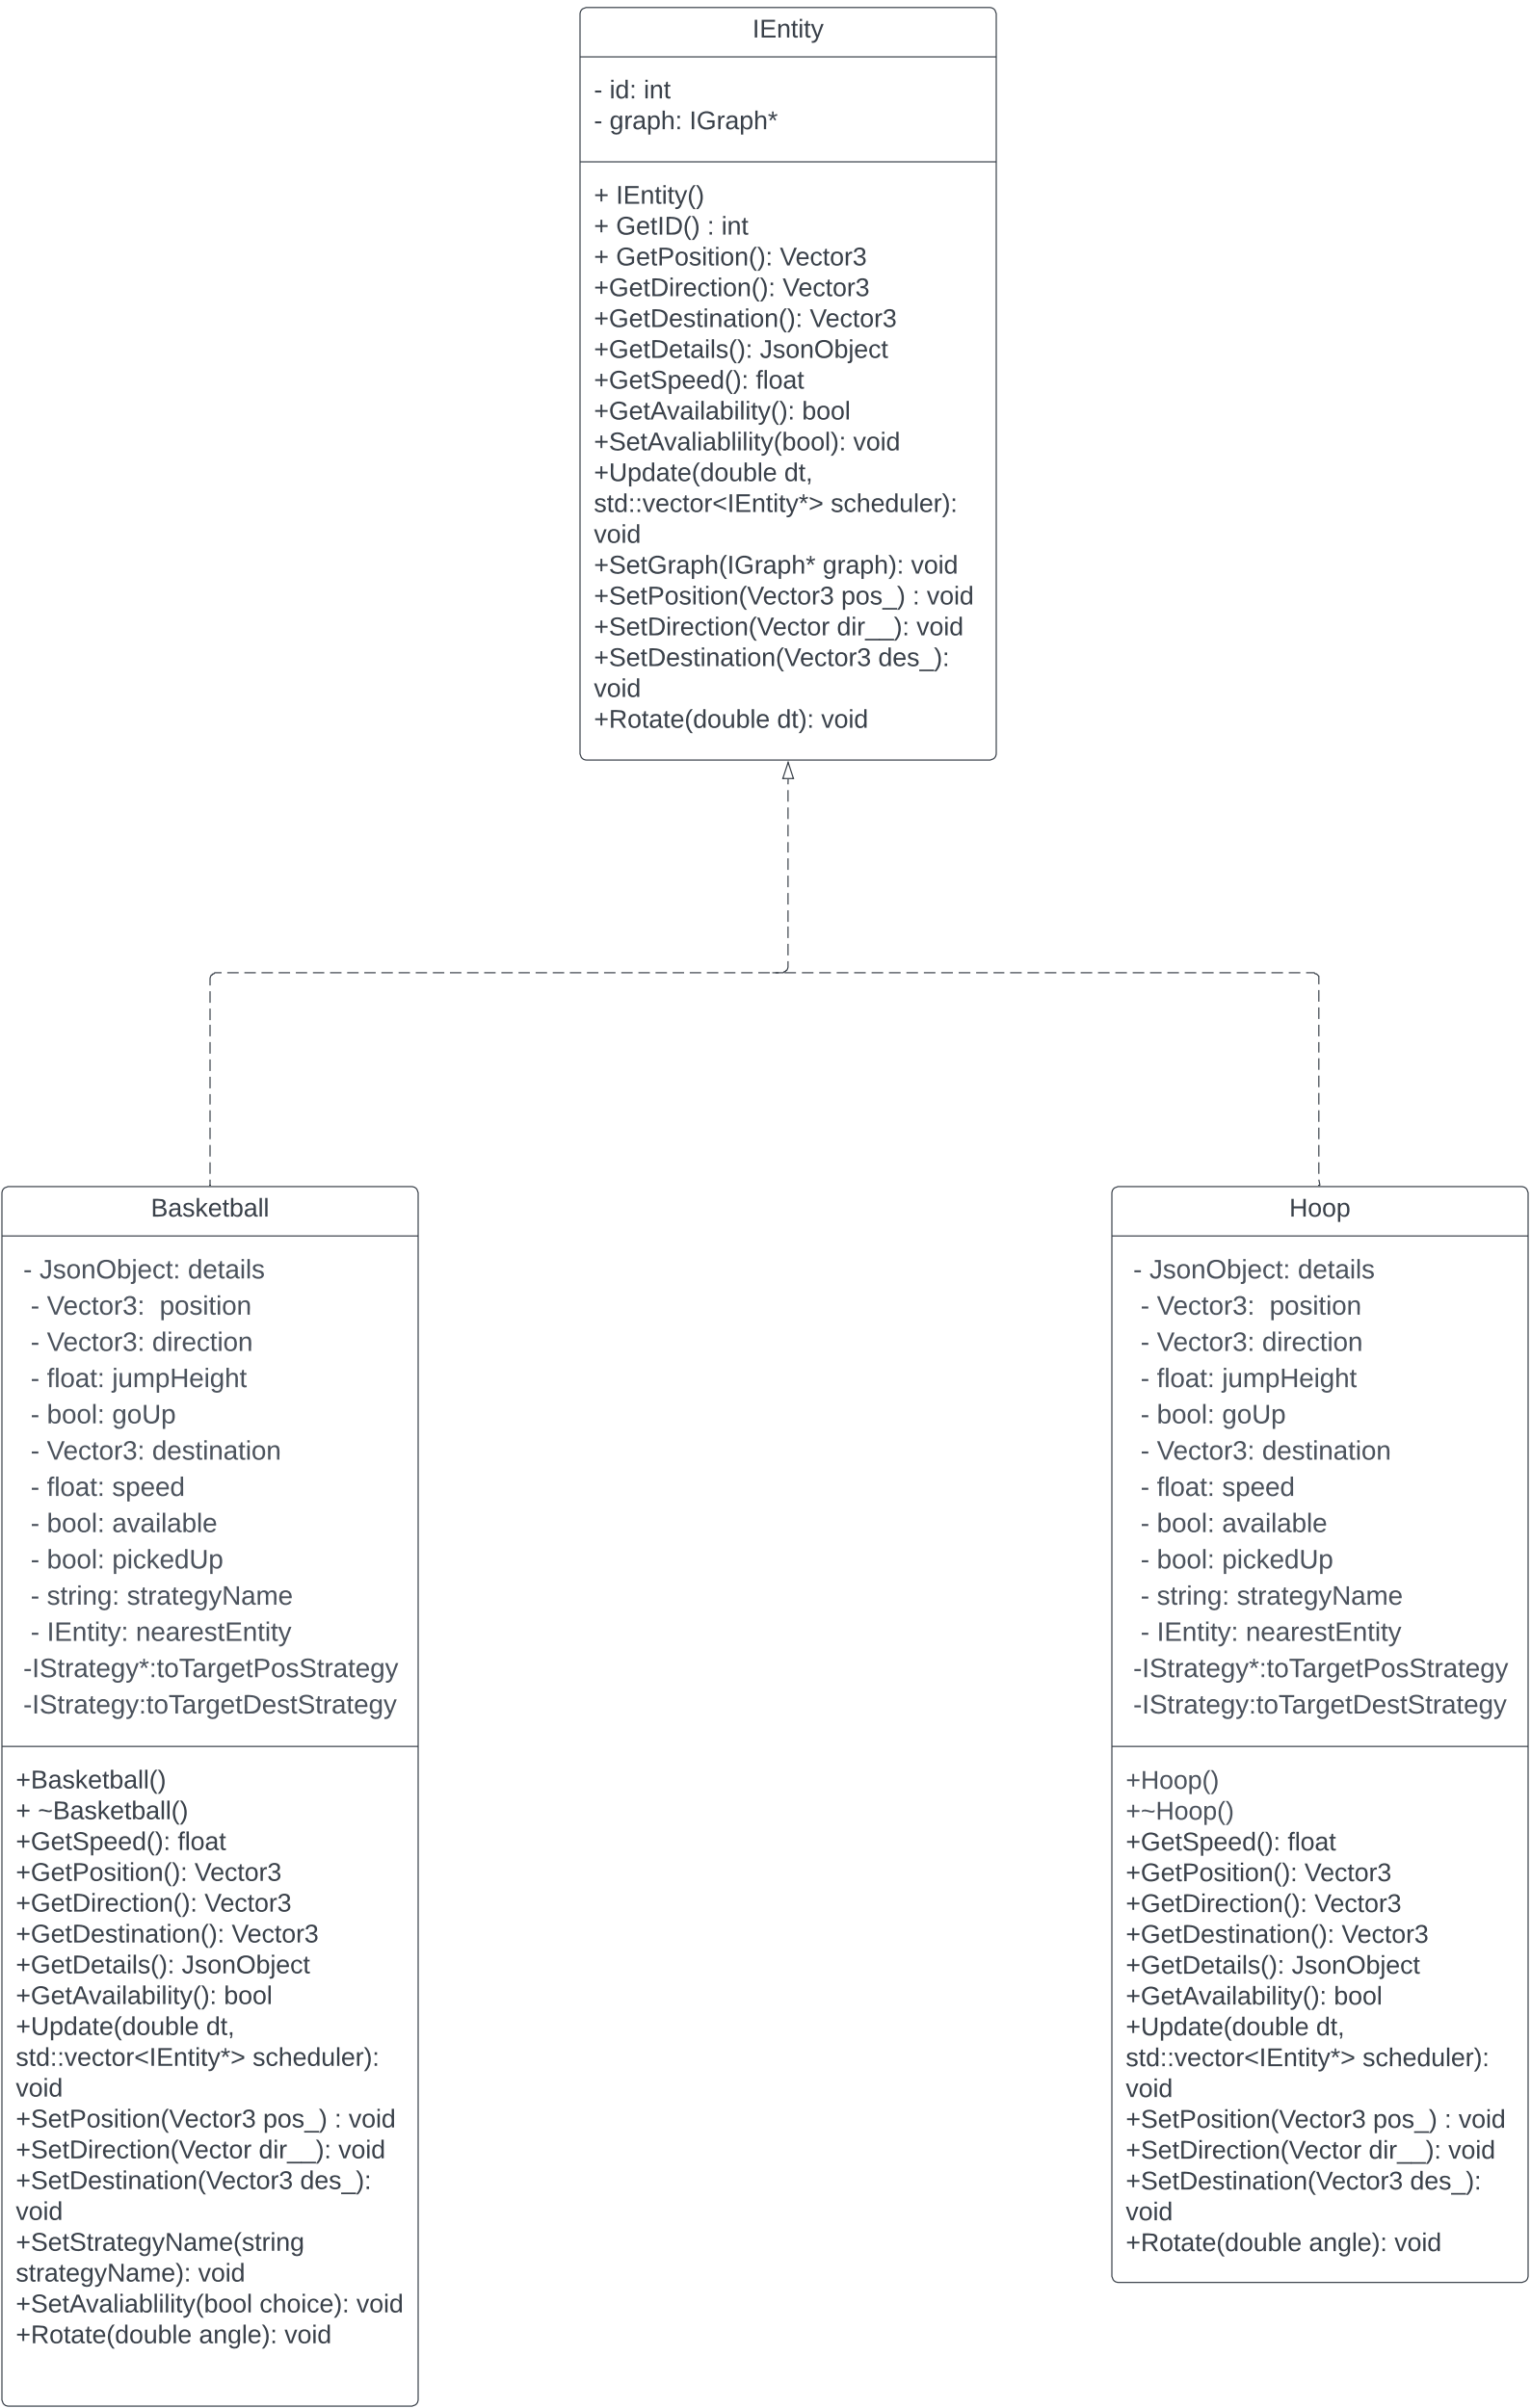 IEntity
- id: int
- graph: IGraph*
+ IEntity()
+ GetID() : int
+ GetPosition(): Vector3
+GetDirection(): Vector3
+GetDestination(): Vector3
+GetDetails(): JsonObject
+GetSpeed(): float
+GetAvailability(): bool
+SetAvaliablility(bool): void
+Update(double dt,
std::vector<IEntity*> scheduler):
void
+SetGraph(IGraph* graph): void
+SetPosition(Vector3 pos_) : void
+SetDirection(Vector dir__): void
+SetDestination(Vector3 des_):
void
+Rotate(double dt): void
Basketball
- JsonObject: details
- Vector3:  position
- Vector3: direction
- float: jumpHeight
- bool: goUp
- Vector3: destination
- float: speed
- bool: available
- bool: pickedUp
- string: strategyName
- IEntity: nearestEntity
-IStrategy*:toTargetPosStrategy
-IStrategy:toTargetDestStrategy
+Basketball()
+ ~Basketball()
+GetSpeed(): float
+GetPosition(): Vector3
+GetDirection(): Vector3
+GetDestination(): Vector3
+GetDetails(): JsonObject
+GetAvailability(): bool
+Update(double dt,
std::vector<IEntity*> scheduler):
void
+SetPosition(Vector3 pos_) : void
+SetDirection(Vector dir__): void
+SetDestination(Vector3 des_):
void
+SetStrategyName(string
strategyName): void
+SetAvaliablility(bool choice): void
+Rotate(double angle): void
Hoop
- JsonObject: details
- Vector3:  position
- Vector3: direction
- float: jumpHeight
- bool: goUp
- Vector3: destination
- float: speed
- bool: available
- bool: pickedUp
- string: strategyName
- IEntity: nearestEntity
-IStrategy*:toTargetPosStrategy
-IStrategy:toTargetDestStrategy
+Hoop()
+~Hoop()
+GetSpeed(): float
+GetPosition(): Vector3
+GetDirection(): Vector3
+GetDestination(): Vector3
+GetDetails(): JsonObject
+GetAvailability(): bool
+Update(double dt,
std::vector<IEntity*> scheduler):
void
+SetPosition(Vector3 pos_) : void
+SetDirection(Vector dir__): void
+SetDestination(Vector3 des_):
void
+Rotate(double angle): void